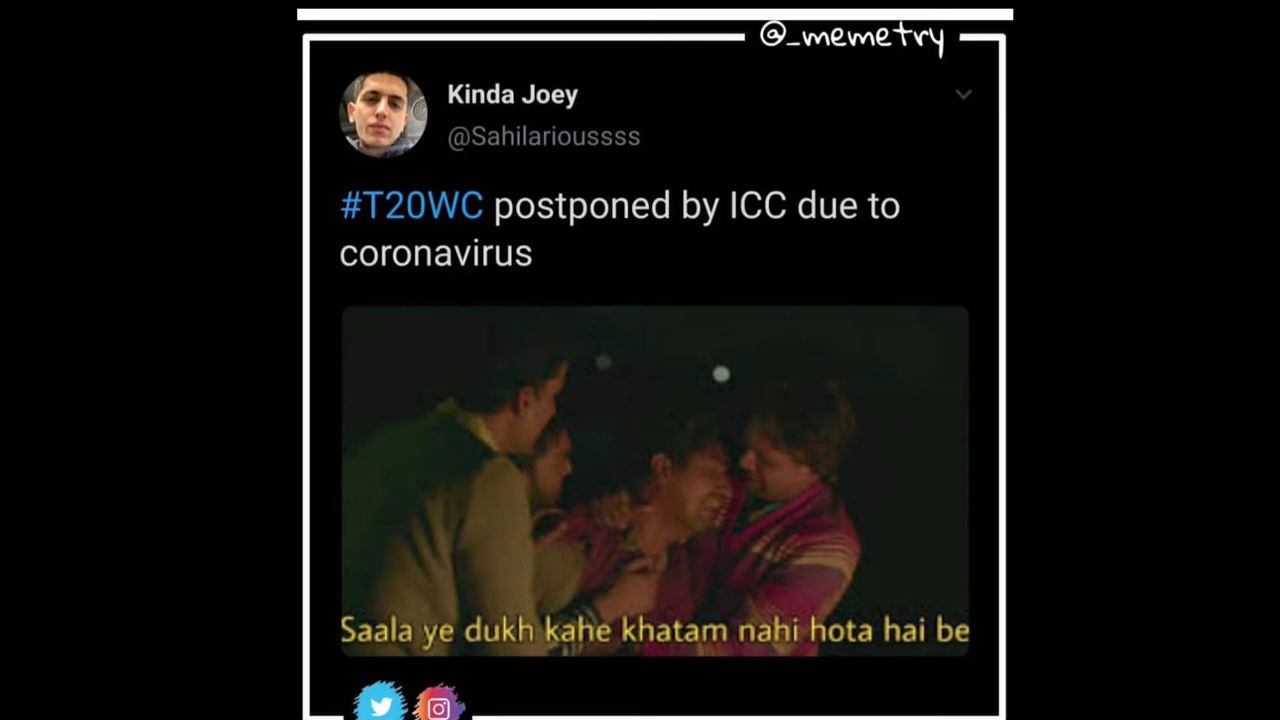 @_memetry
Kinda Joey
@Sahilarioussss
#T20WC postponed by ICC due to
coronavirus
Saala ye dukh kahe khatam nahi hota hai be